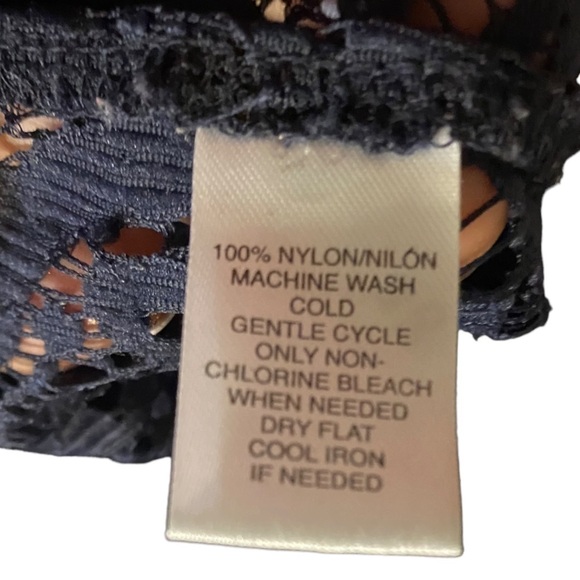 100% NYLON/NILÓN
MACHINE WASH
COLD
GENTLE CYCLE
ONLY NON-
CHLORINE BLEACH
WHEN NEEDED
DRY FLAT
COOL IRON
IF NEEDED